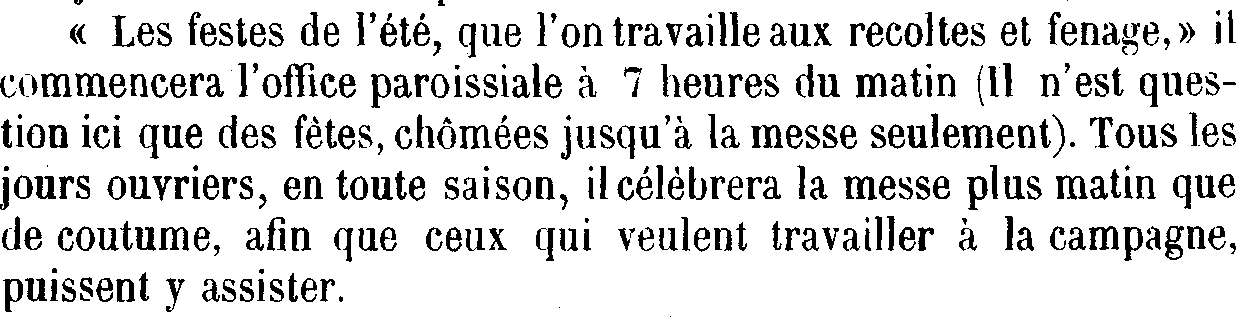 « Les festes de l'été, que l'on travaille aux recoltes et fenage,» il
commencera l'office paroissiale à 7 heures du matin (Il n'est ques-
tion ici que des fêtes, chômées jusqu'à la messe seulement). Tous les
jours ouvriers, en toute saison, il célèbrera la messe plus matin que
de coutume, afin que ceux qui veulent travailler à la campagne,
puissent y assister.